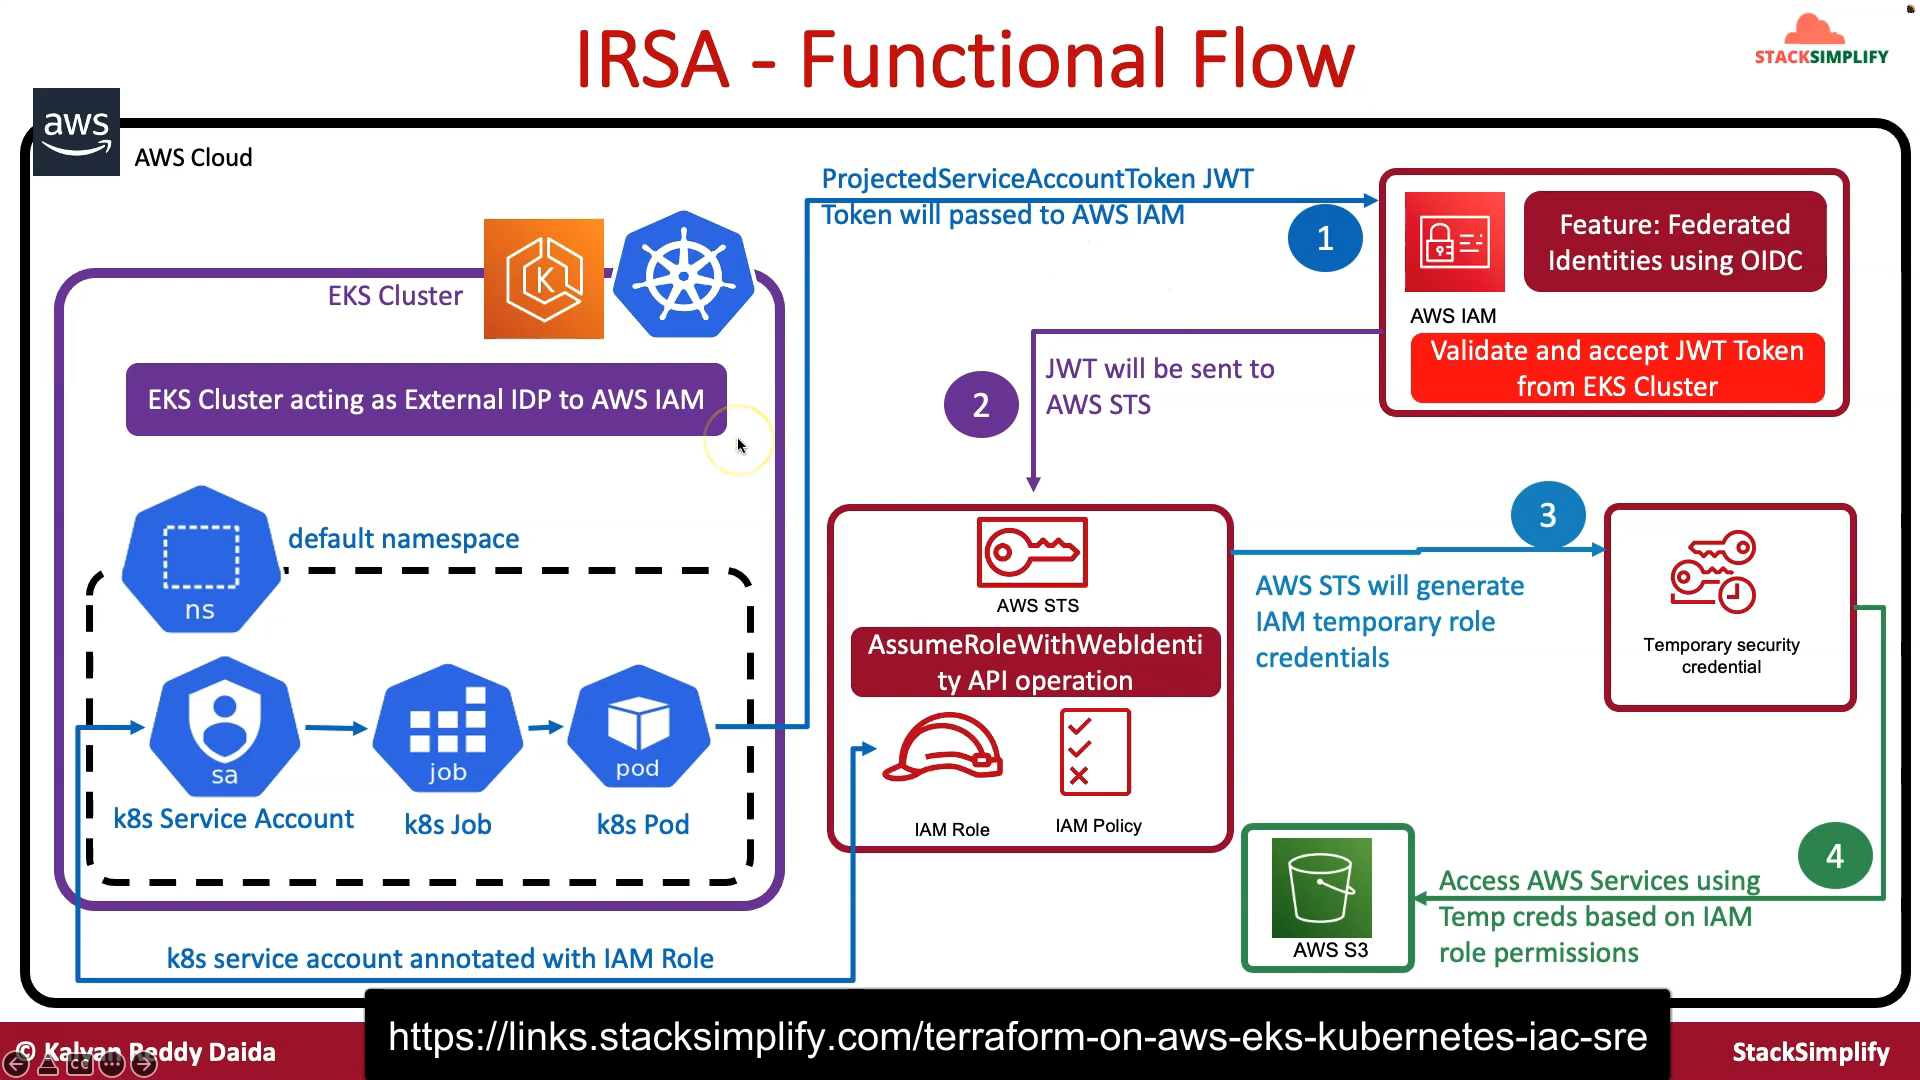 IRSA - Functional Flow
STACKSIMPLIFY
aws
AWS Cloud
ProjectedServiceAccountToken JWT
Token will passed to AWS IAM
1
Feature: Federated
Identities using OIDC
AWS IAM
Validate and accept JWT Token
from EKS Cluster
EKS Cluster
K
EKS Cluster acting as External IDP to AWS IAM
2
JWT will be sent to
AWS STS
default namespace
ns
sa
k8s Service Account
job
k8s Job
pod
k8s Pod
k8s service account annotated with IAM Role
AWS STS
AssumeRoleWithWebIdenti
ty API operation
IAM Role
IAM Policy
3
AWS STS will generate
IAM temporary role
credentials
Temporary security
credential
4
Access AWS Services using
Temp creds based on IAM
role permissions
AWS S3
© Kalyan Reddy Daida
CC
https://links.stacksimplify.com/terraform-on-aws-eks-kubernetes-iac-sre
StackSimplify